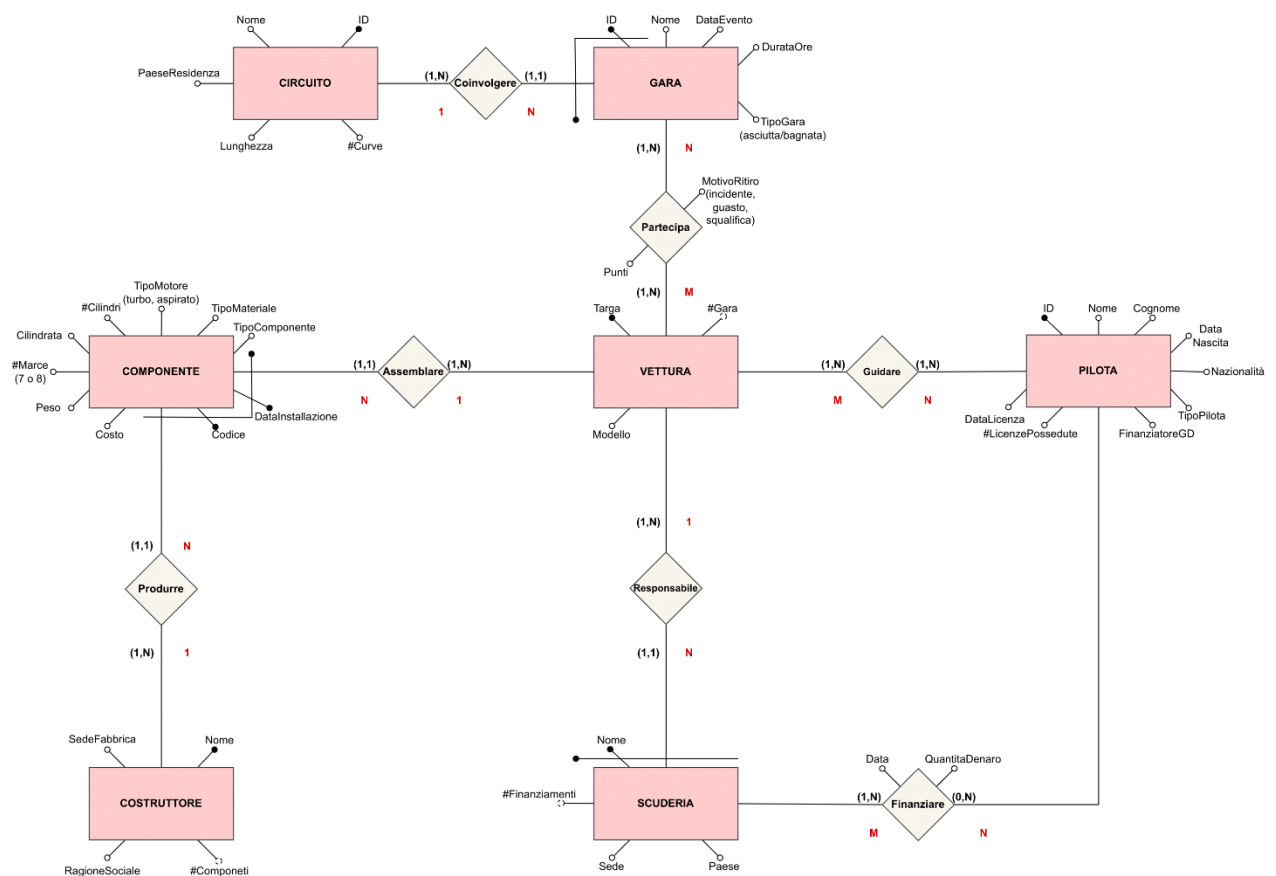 Nome
ID
PaeseResidenza
CIRCUITO
Lunghezza
#Curve
(1,N)
1
Coinvolgere
(1,1)
N
ID
Nome
DataEvento
DurataOre
GARA
TipoGara
(asciutta/bagnata)
(1,N)
N
MotivoRitiro
(incidente,
guasto,
squalifica)
Partecipa
Punti
(1,N)
M
TipoMotore
(turbo, aspirato)
#Cilindri
TipoMateriale
Cilindrata
TipoComponente
#Marce
(7 o 8)
COMPONENTE
Peso
Costo
Codice
DataInstallazione
(1,1)
N
Assemblare
(1,N)
1
Targa
#Gara
VETTURA
Modello
(1,N)
M
Guidare
(1,N)
N
ID
Nome
Cognome
Data
Nascita
PILOTA
Nazionalità
TipoPilota
DataLicenza
#LicenzePossedute
FinanziatoreGD
(1,1)
N
Produrre
(1,N)
1
(1,N)
1
Responsabile
(1,1)
N
SedeFabbrica
Nome
COSTRUTTORE
RagioneSociale
#Componeti
Nome
#Finanziamenti
SCUDERIA
Sede
Paese
Data
QuantitaDenaro
(1,N)
M
Finanziare
(0,N)
N